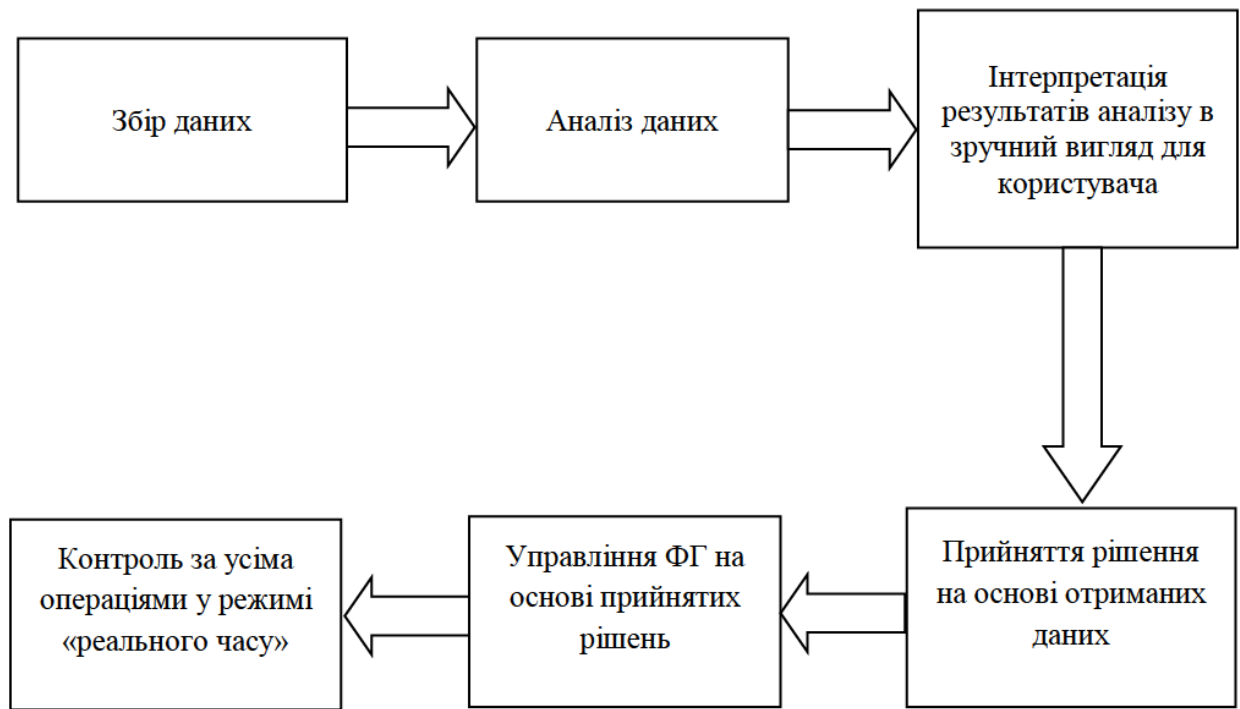 Збір даних
Аналіз даних
Інтерпретація
результатів аналізу в
зручний вигляд для
користувача
Прийняття рішення
на основі отриманих
даних
Управління ФГ на
основі прийнятих
рішень
Контроль за усіма
операціями у режимі
«реального часу»